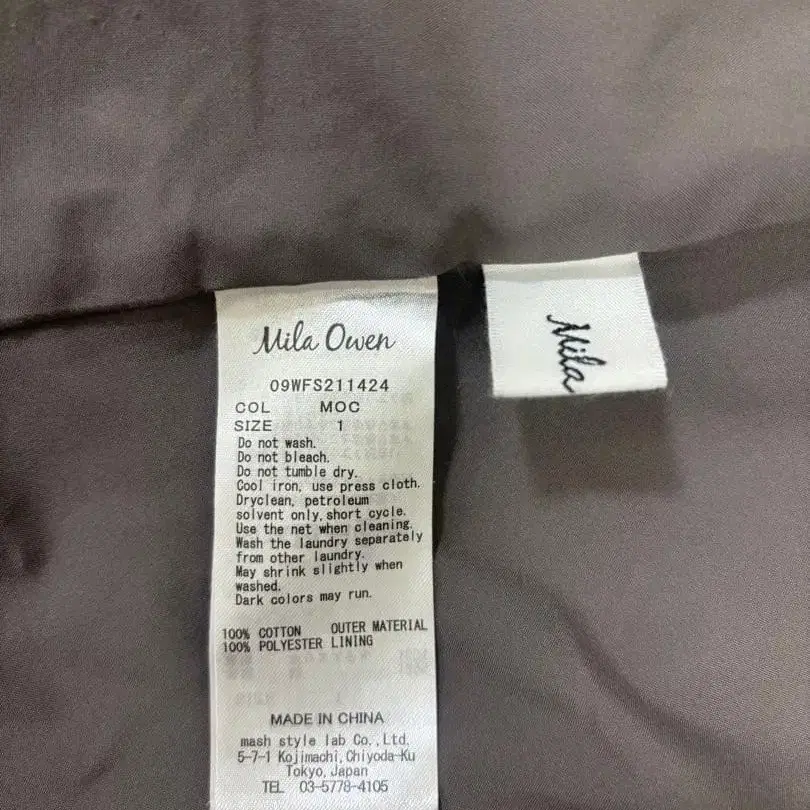 Mila Owen
09WFS211424
COL MOC
SIZE 1
Do not wash.
Do not bleach.
Do not tumble dry.
Cool iron, use press cloth.
Dryclean, petroleum
solvent only, short cycle.
Use the net when cleaning.
Wash the laundry separately
from other laundry.
May shrink slightly when
washed.
Dark colors may run.
100% COTTON OUTER MATERIAL
100% POLYESTER LINING
MADE IN CHINA
mash style lab Co.,Ltd.
5-7-1 Kojimachi,Chiyoda-Ku
Tokyo,Japan
TEL 03-5778-4105
Mila